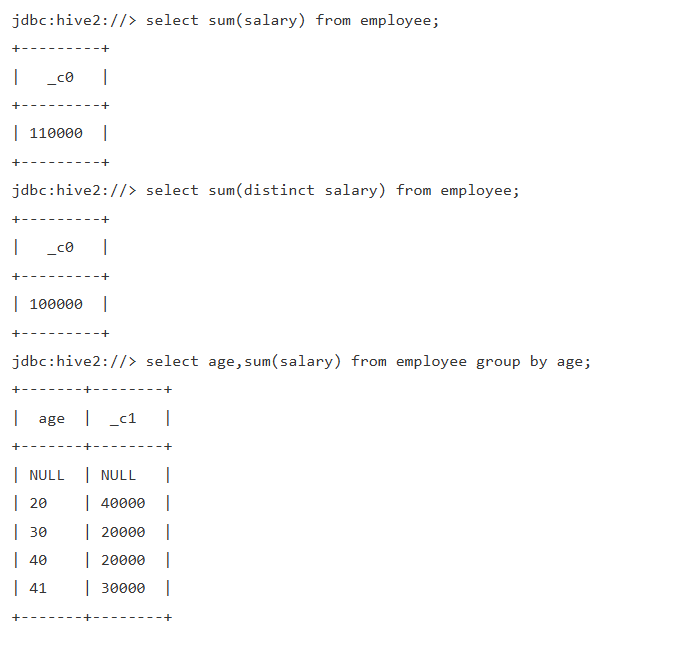 jdbc:hive2://> select sum(salary) from employee;
+---------+
|   _c0   |
+---------+
| 110000  |
+---------+
jdbc:hive2://> select sum(distinct salary) from employee;
+---------+
|   _c0   |
+---------+
| 100000  |
+---------+
jdbc:hive2://> select age,sum(salary) from employee group by age;
+-------+--------+
|  age  |  _c1   |
+-------+--------+
| NULL  | NULL   |
| 20    | 40000  |
| 30    | 20000  |
| 40    | 20000  |
| 41    | 30000  |
+-------+--------+